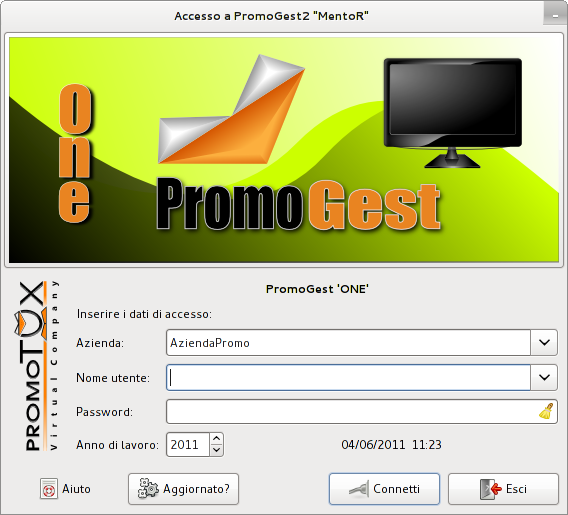 Accesso a PromoGest2 "MentoR"
one
PromoGest
PROMOTUX
Virtual Company
PromoGest 'ONE'
Inserire i dati di accesso:
Azienda: AziendaPromo
Nome utente:
Password:
Anno di lavoro: 2011 04/06/2011 11:23
Aiuto Aggiornato? Connetti Esci